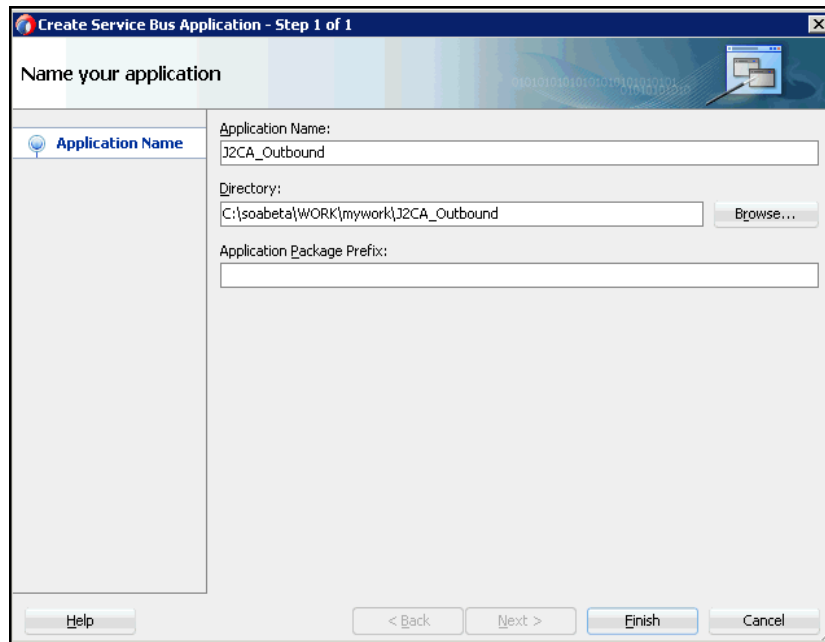 Create Service Bus Application - Step 1 of 1
Name your application
Application Name
Application Name:
J2CA_Outbound
Directory:
C:\soabeta\WORK\mywork\J2CA_Outbound
Browse...
Application Package Prefix:
Help
< Back
Next >
Finish
Cancel